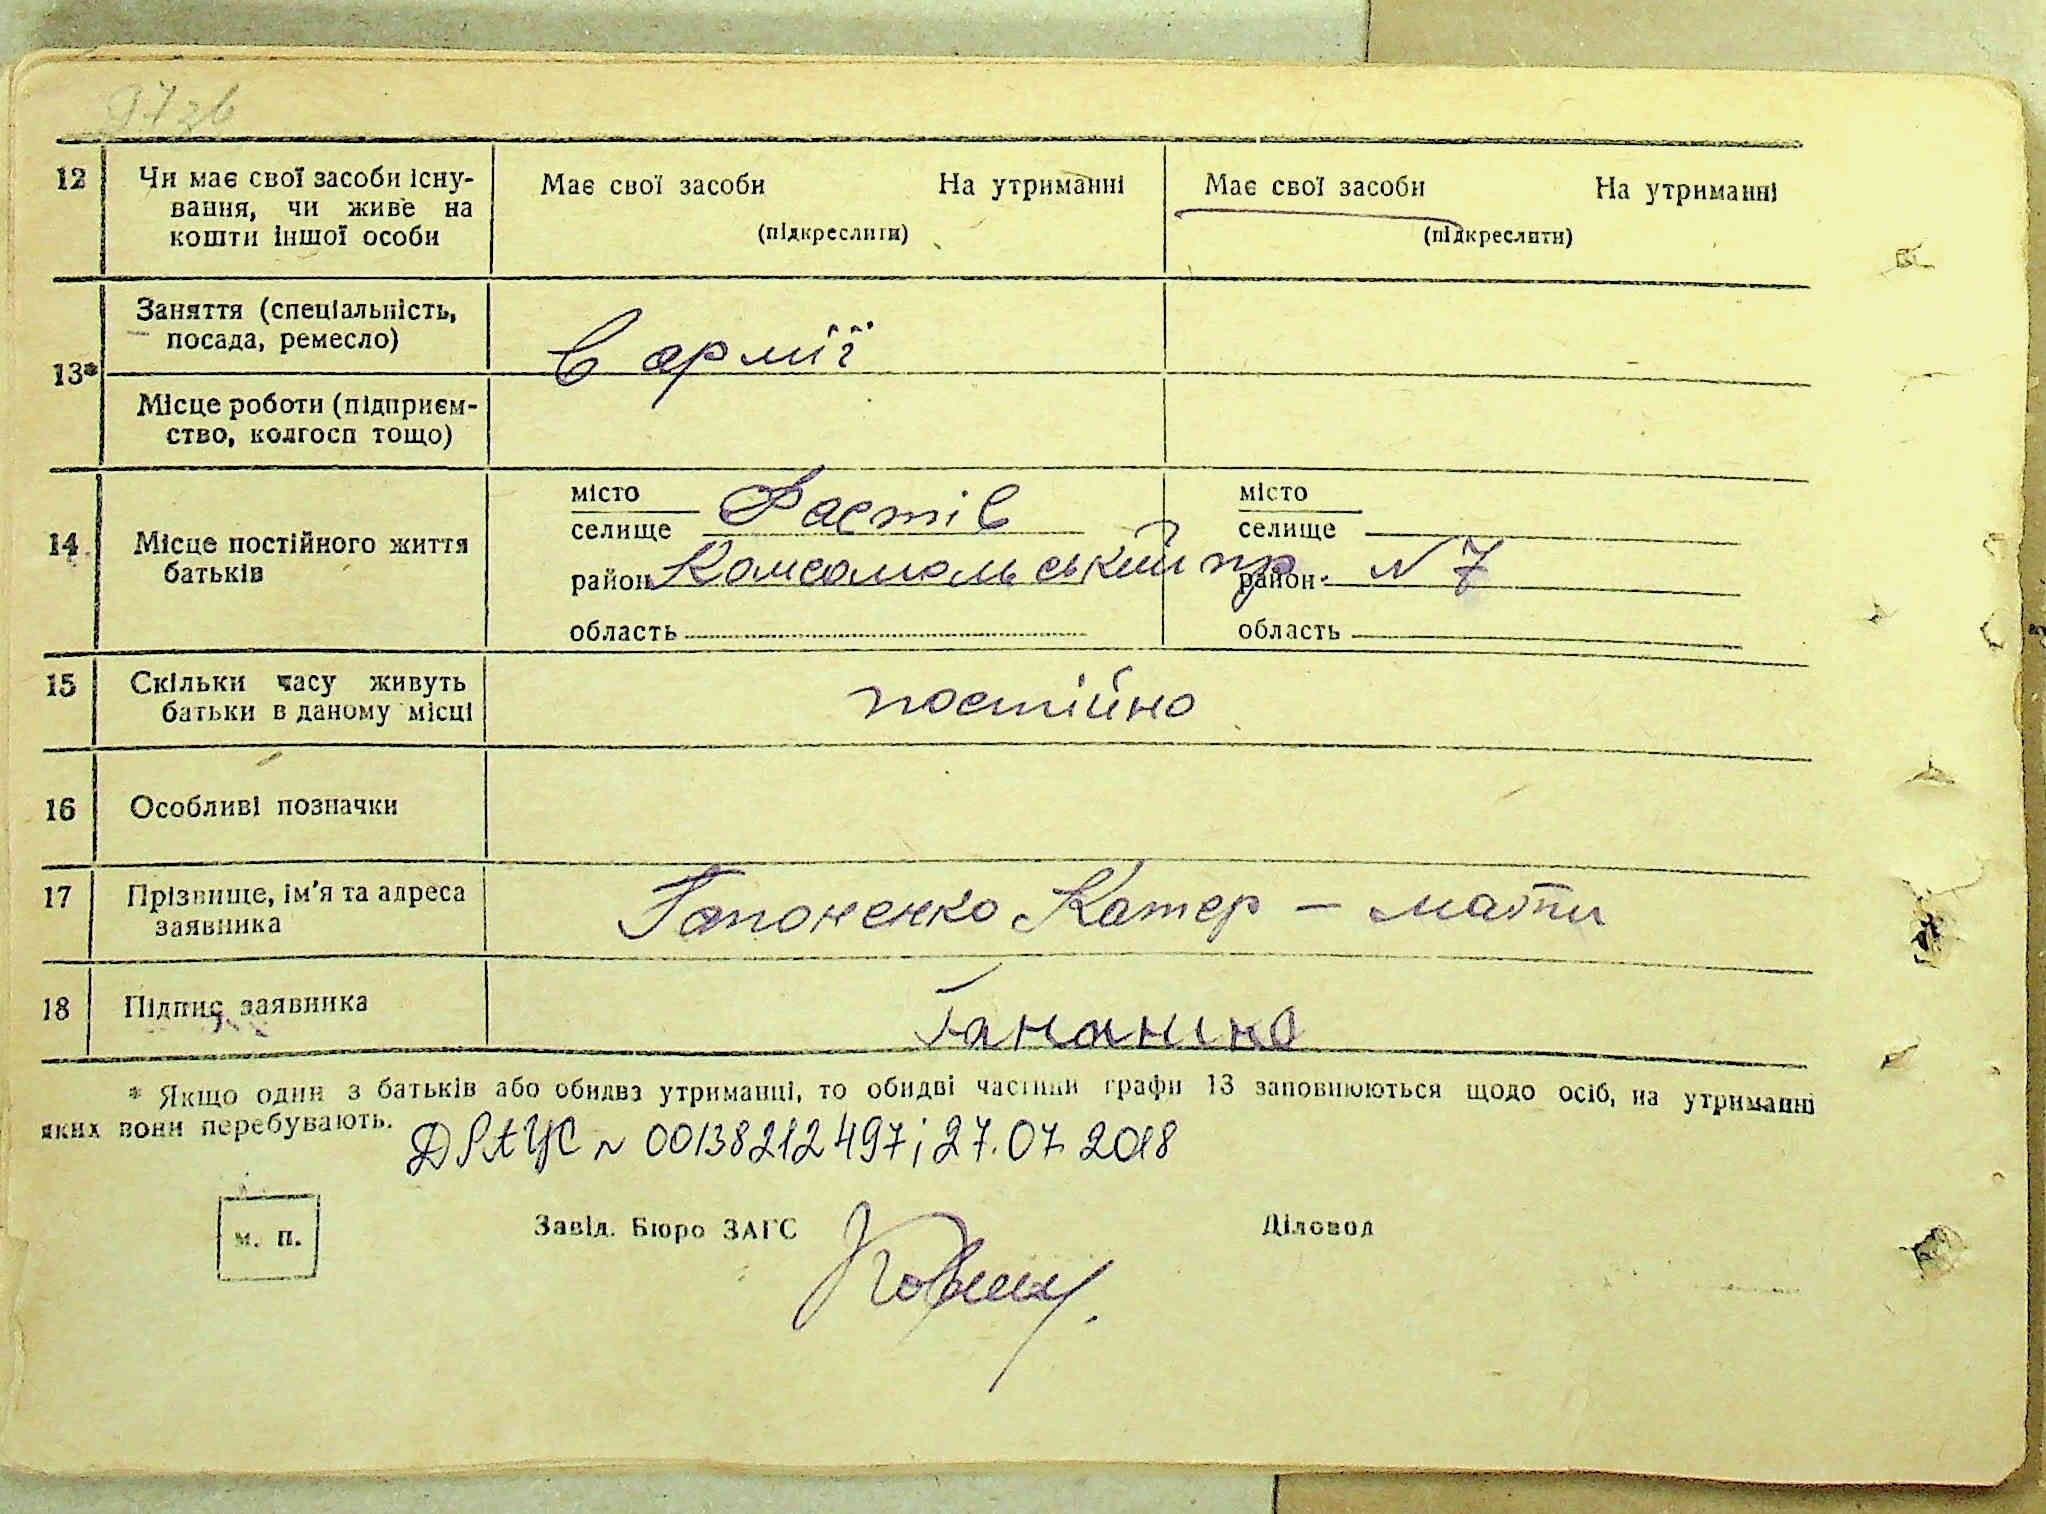 97 зв
12 Чи має свої засоби існу-
вання, чи живе на
кошти іншої особи
Має свої засоби На утриманні
(підкреслити)
Має свої засоби На утриманні
(підкреслити)
13*
Заняття (спеціальність,
посада, ремесло)
В армії
Місце роботи (підприєм-
ство, колгосп тощо)
14 Місце постійного життя
батьків
місто
селище Фастів
район Комсомольський пр. N 7
область
місто
селище
район
область
15 Скільки часу живуть
батьки в даному місці
постійно
16 Особливі позначки
17 Прізвище, ім'я та адреса
заявника
Гапоненко Катер – мати
18 Підпис заявника
* Якщо один з батьків або обидва утриманці, то обидві частини графи 13 заповнюються щодо осіб, на утриманні
яких вони перебувають.
ДРАЦС N 00138212497; 27.07.2018
м. п.
Завід. Бюро ЗАГС
Діловод